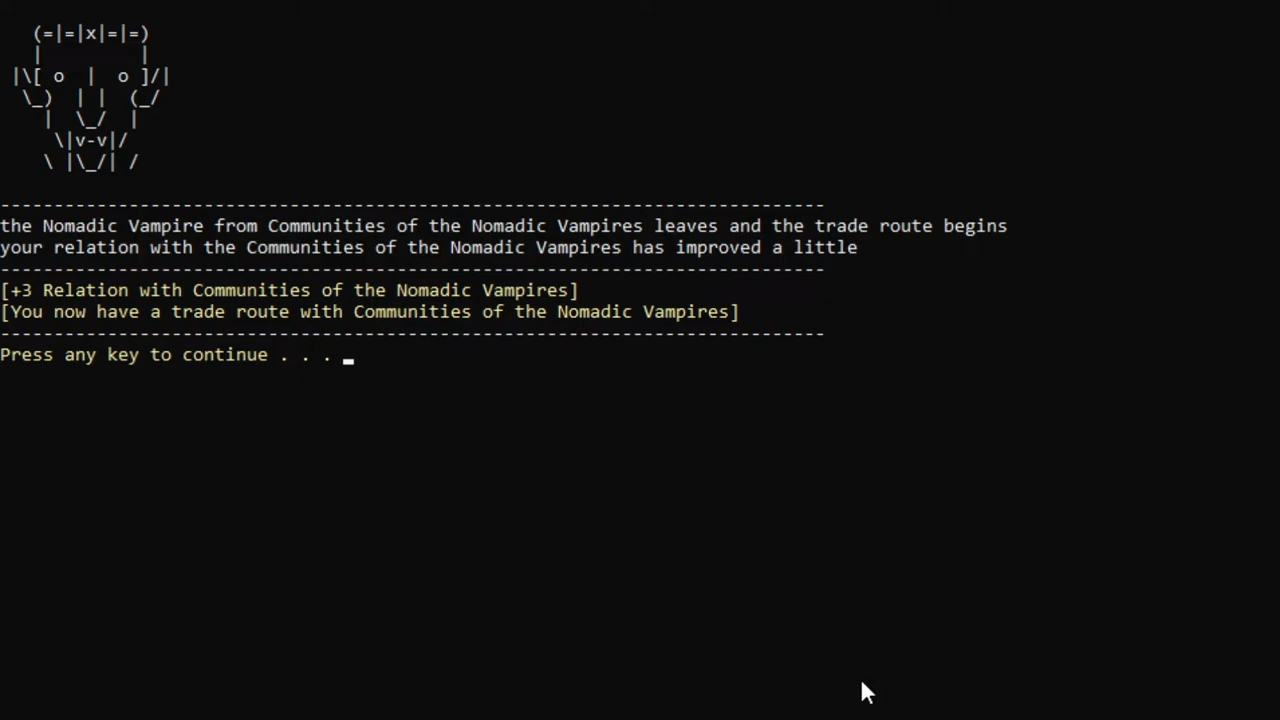 (=|=|x|=|=)
|         |
|\[ o  |  o ]/|
\_)  | |  (_/
|  \_/  |
\|v-v|/
\ |\_/| /
-----------------------------------------------------------------------------
the Nomadic Vampire from Communities of the Nomadic Vampires leaves and the trade route begins
your relation with the Communities of the Nomadic Vampires has improved a little
-----------------------------------------------------------------------------
[+3 Relation with Communities of the Nomadic Vampires]
[You now have a trade route with Communities of the Nomadic Vampires]
-----------------------------------------------------------------------------
Press any key to continue . . .